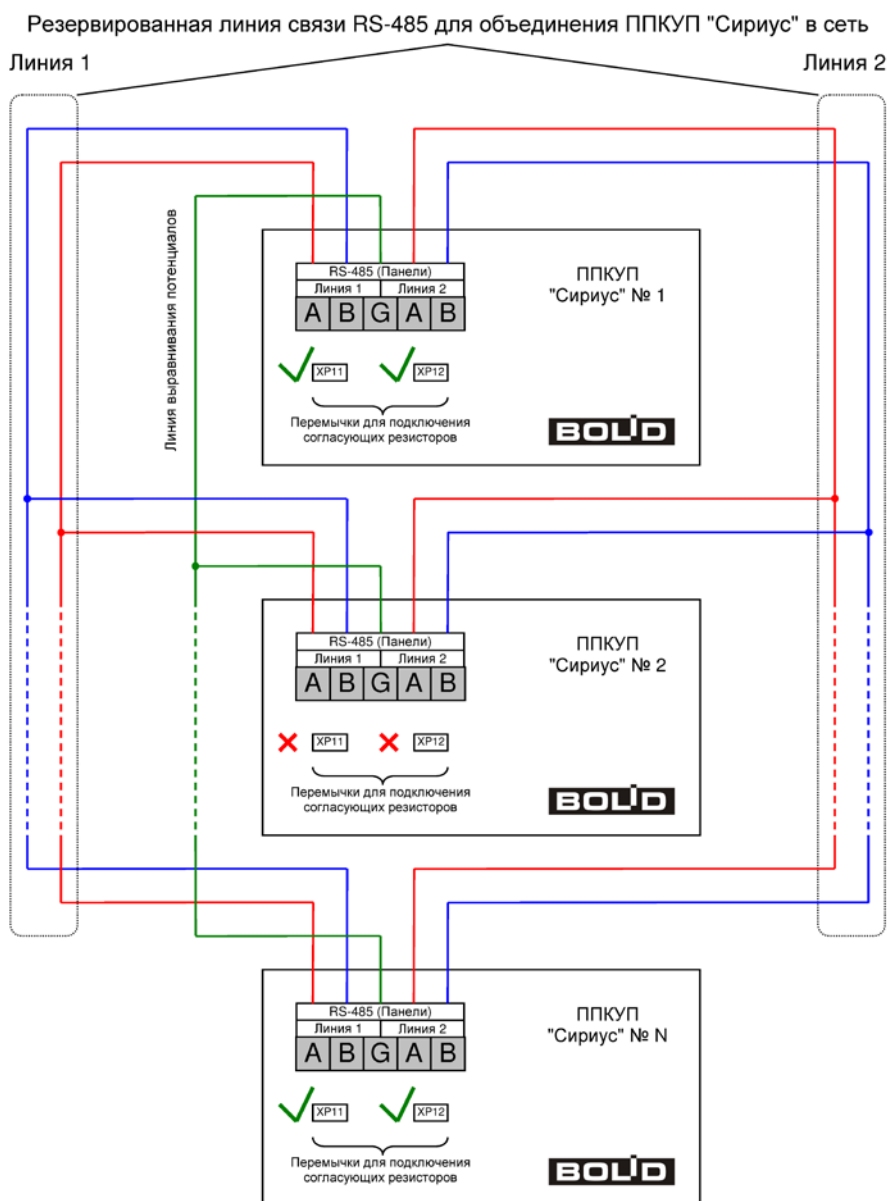 Резервированная линия связи RS-485 для объединения ППКУП "Сириус" в сеть
Линия 1
Линия 2
Линия выравнивания потенциалов
RS-485 (Панели)
Линия 1 Линия 2
A B G A B
ППКУП
"Сириус" № 1
XP11 XP12
Перемычки для подключения
согласующих резисторов
BOLID
RS-485 (Панели)
Линия 1 Линия 2
A B G A B
ППКУП
"Сириус" № 2
XP11 XP12
Перемычки для подключения
согласующих резисторов
BOLID
RS-485 (Панели)
Линия 1 Линия 2
A B G A B
ППКУП
"Сириус" № N
XP11 XP12
Перемычки для подключения
согласующих резисторов
BOLID